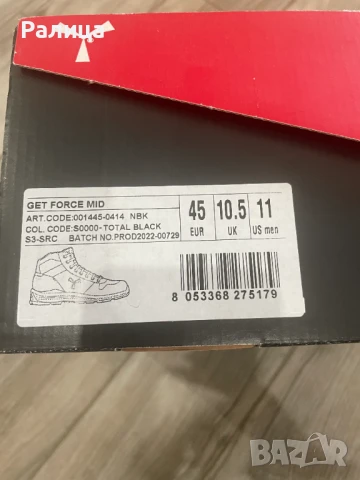 Ралица
GET FORCE MID
ART.CODE:001445-0414 NBK
COL. CODE:S0000-TOTAL BLACK
S3-SRC BATCH NO.PROD2022-00729
45 10.5 11
EUR UK US men
8 053368 275179
BAZAR